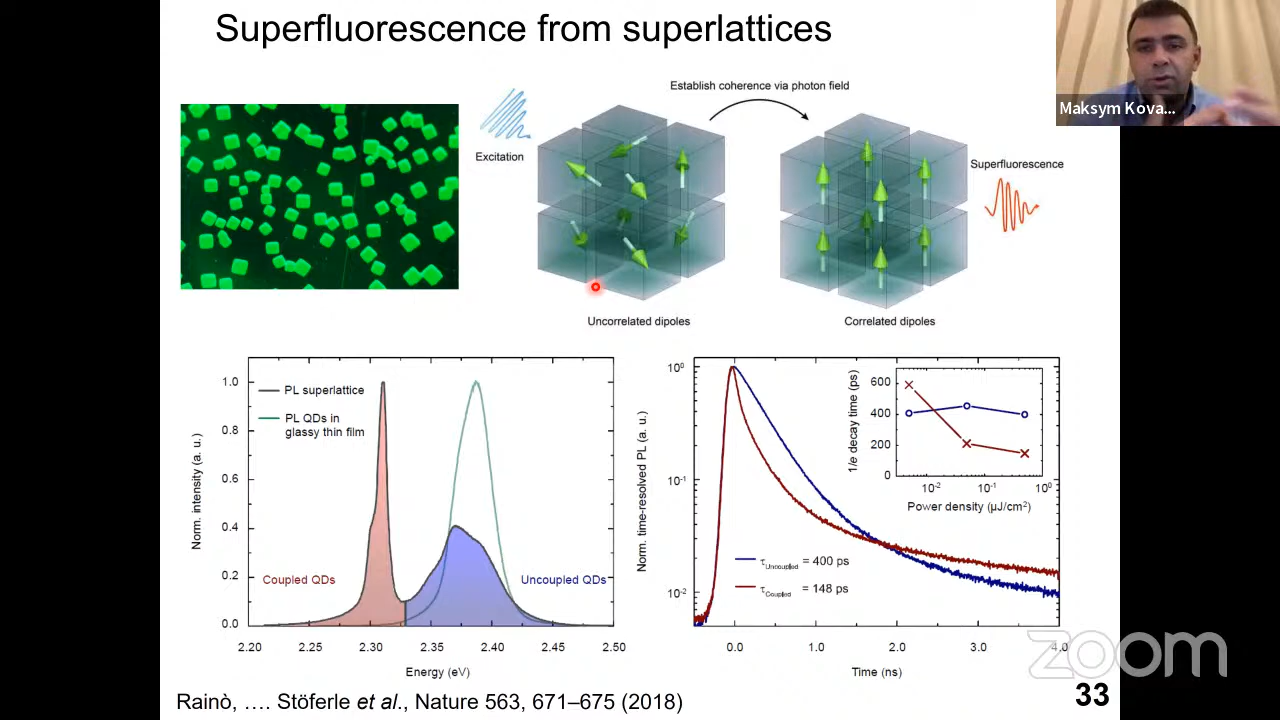 Superfluorescence from superlattices
Maksym Kova...
Establish coherence via photon field
Excitation
Superfluorescence
Uncorrelated dipoles
Correlated dipoles
Norm. intensity (a. u.)
1.0
0.8
0.6
0.4
0.2
0.0
PL superlattice
PL QDs in
glassy thin film
Coupled QDs
Uncoupled QDs
2.20 2.25 2.30 2.35 2.40 2.45 2.50
Energy (eV)
Norm. time-resolved PL (a. u.)
10⁰
10⁻¹
10⁻²
τUncoupled = 400 ps
τCoupled = 148 ps
0.0 1.0 2.0 3.0 4.0
Time (ns)
1/e decay time (ps)
600
400
200
0
10⁻² 10⁻¹ 10⁰
Power density (µJ/cm²)
zoom
Rainò, …. Stöferle et al., Nature 563, 671–675 (2018)
33